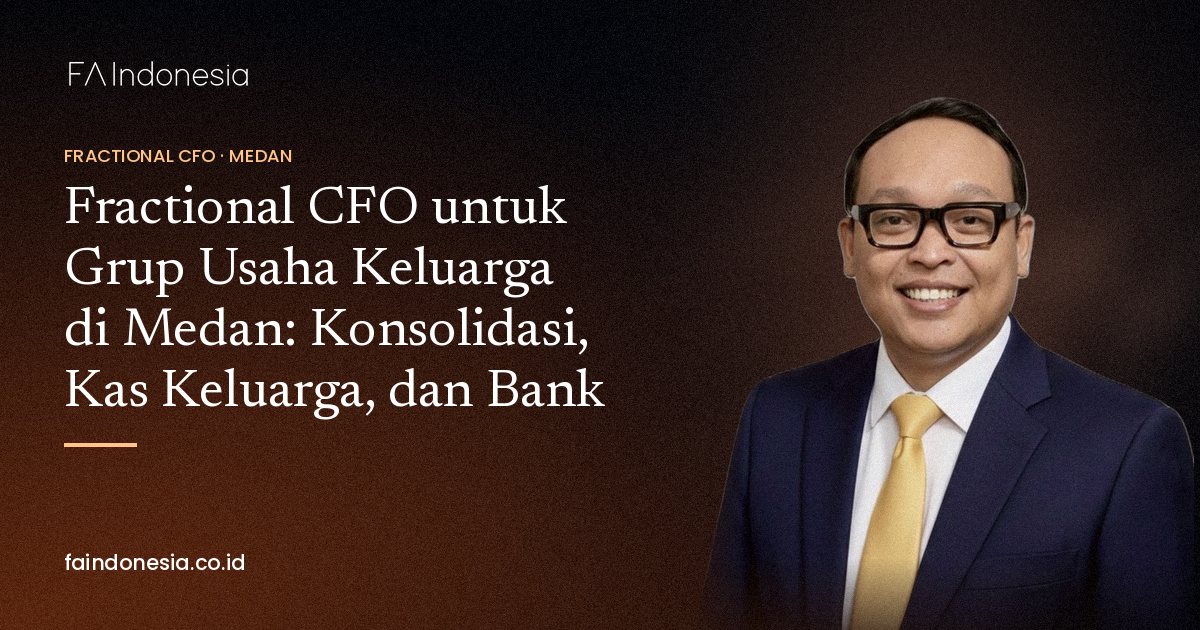 FA Indonesia
FRACTIONAL CFO · MEDAN
Fractional CFO untuk
Grup Usaha Keluarga
di Medan: Konsolidasi,
Kas Keluarga, dan Bank
faindonesia.co.id